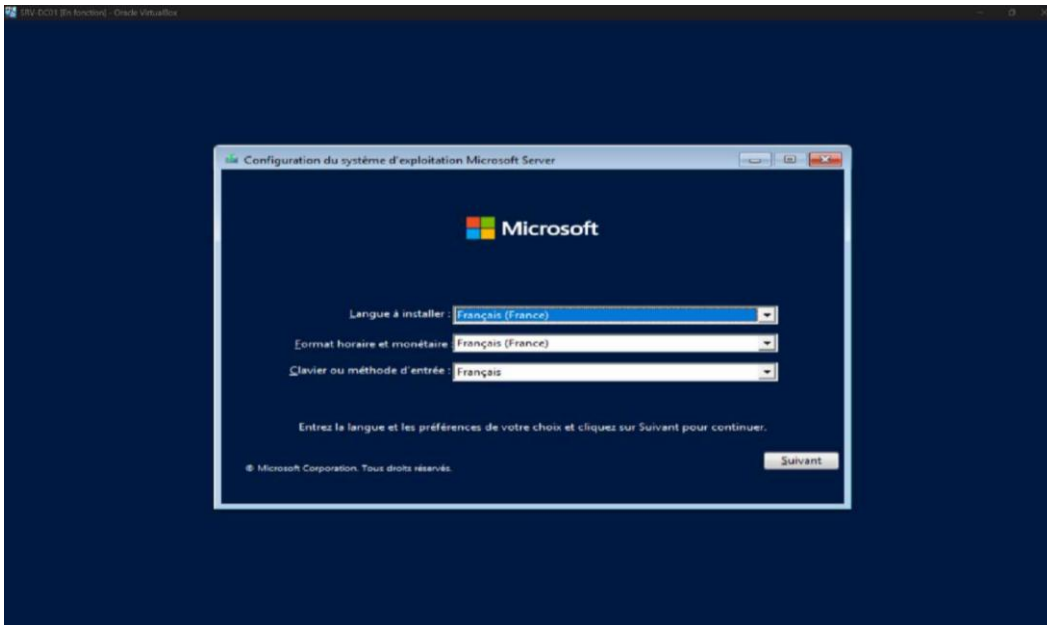 SRV-DC01 [En fonction] - Oracle VirtualBox
Configuration du système d'exploitation Microsoft Server
Microsoft
Langue à installer : Français (France)
Format horaire et monétaire : Français (France)
Clavier ou méthode d'entrée : Français
Entrez la langue et les préférences de votre choix et cliquez sur Suivant pour continuer.
Suivant
© Microsoft Corporation. Tous droits réservés.